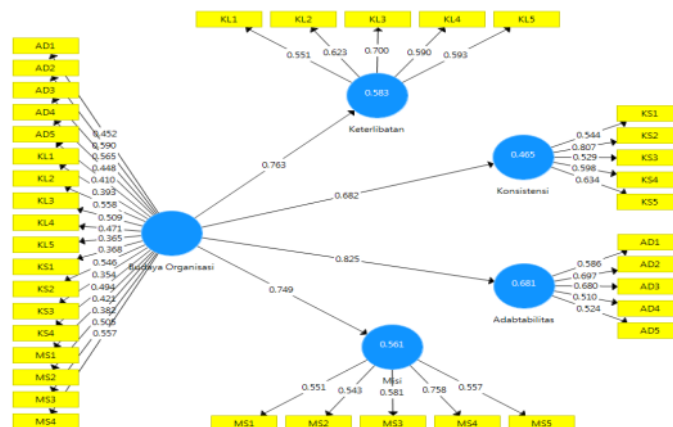 KL1 KL2 KL3 KL4 KL5
0.551 0.623 0.700 0.590 0.593
0.583
Keterlibatan
AD1
AD2
AD3
AD4
AD5
KL1
KL2
KL3
KL4
KL5
KS1
KS2
KS3
KS4
MS1
MS2
MS3
MS4
0.452
0.590
0.565
0.448
0.410
0.393
0.558
0.509
0.471
0.365
0.368
0.546
0.354
0.494
0.421
0.382
0.505
0.557
Budaya Organisasi
0.763
0.682
0.825
0.749
0.465
Konsistensi
0.544
0.807
0.529
0.598
0.634
KS1
KS2
KS3
KS4
KS5
0.681
Adabtabilitas
0.586
0.697
0.680
0.510
0.524
AD1
AD2
AD3
AD4
AD5
0.561
Misi
0.551 0.543 0.581 0.758 0.557
MS1 MS2 MS3 MS4 MS5